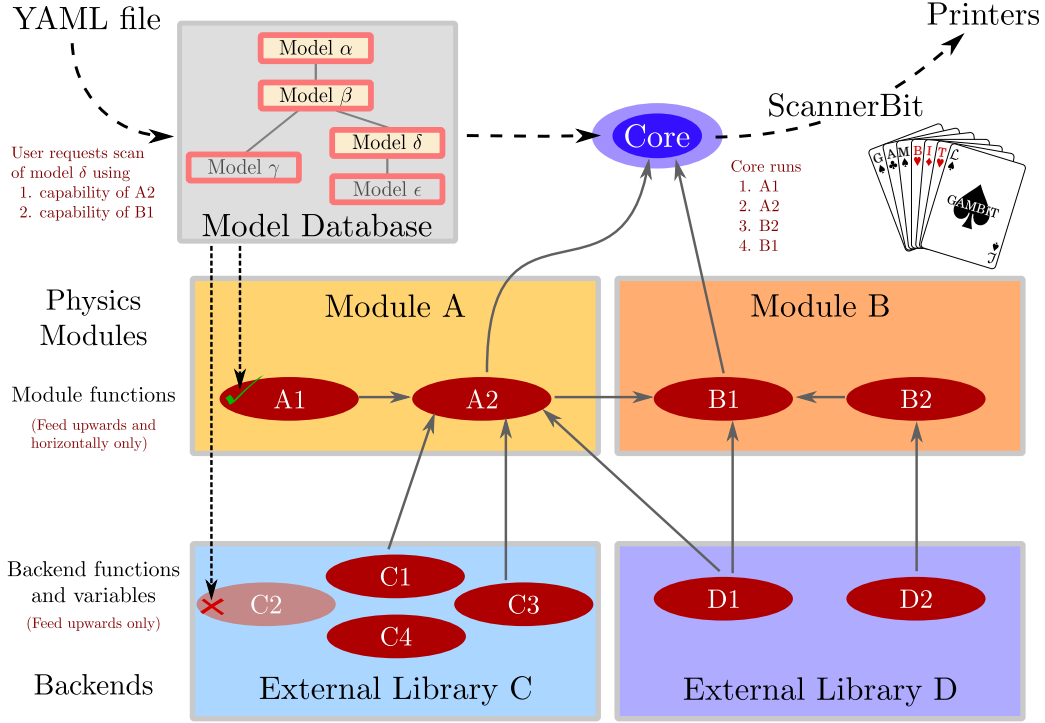 YAML file
Printers
Model α
Model β
Model δ
Model γ
Model ϵ
Model Database
Core
ScannerBit
User requests scan
of model δ using
1. capability of A2
2. capability of B1
Core runs
1. A1
2. A2
3. B2
4. B1
G A M B I T L
GAMBIT
L
Physics
Modules
Module A
Module B
Module functions
(Feed upwards and
horizontally only)
A1
A2
B1
B2
Backend functions
and variables
(Feed upwards only)
C1
C2
C3
C4
D1
D2
Backends
External Library C
External Library D